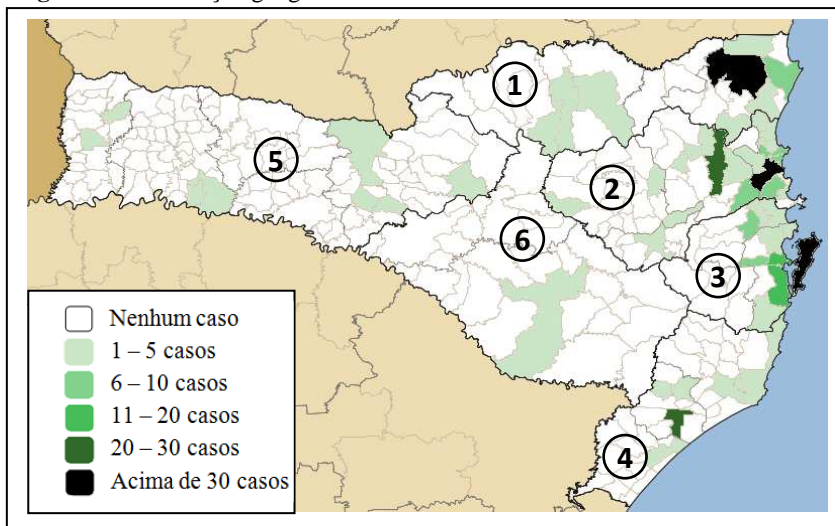 1
5
2
6
3
4
Nenhum caso
1 – 5 casos
6 – 10 casos
11 – 20 casos
20 – 30 casos
Acima de 30 casos